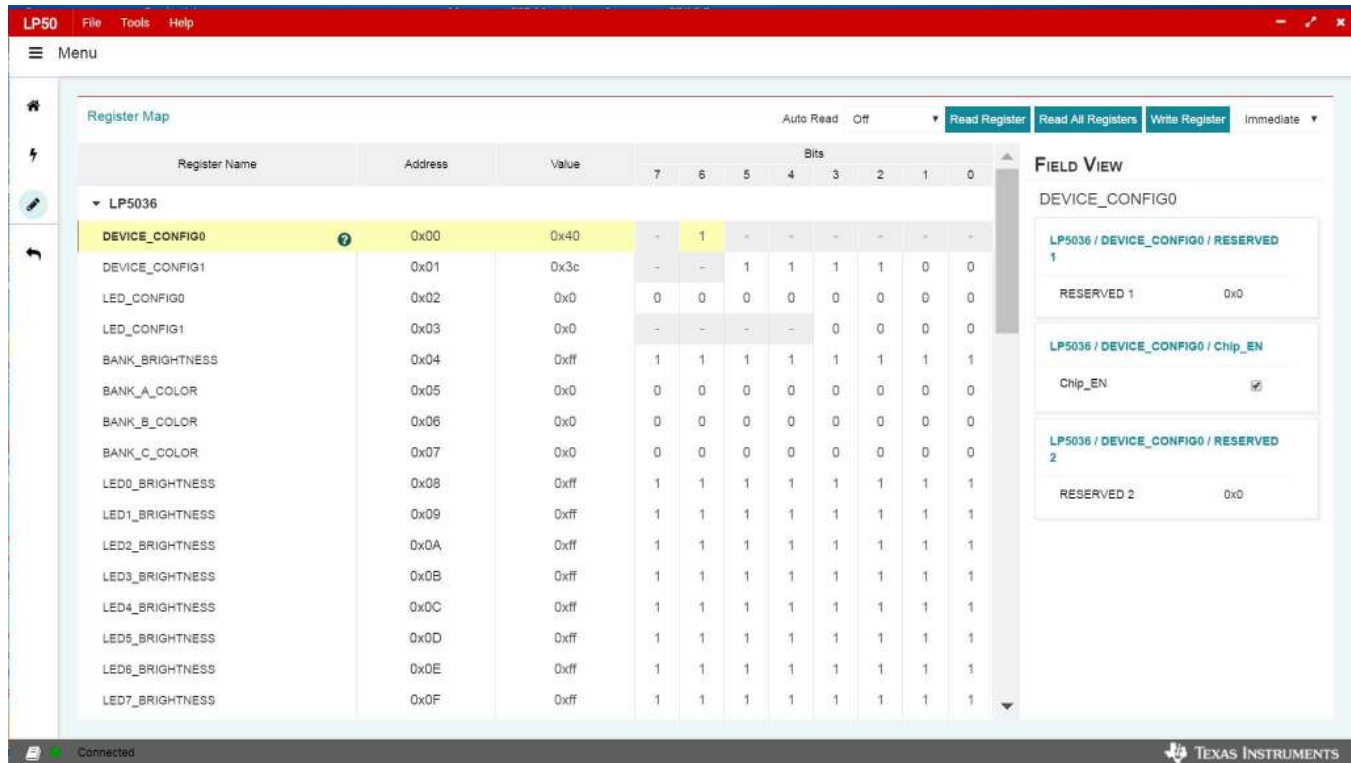 LP50 File Tools Help
Menu
Register Map Auto Read Off Read Register Read All Registers Write Register Immediate
Register Name Address Value Bits
7 6 5 4 3 2 1 0
LP5036
DEVICE_CONFIG0 0x00 0x40 - 1 - - - - - -
DEVICE_CONFIG1 0x01 0x3c - - 1 1 1 1 0 0
LED_CONFIG0 0x02 0x0 0 0 0 0 0 0 0 0
LED_CONFIG1 0x03 0x0 - - - - 0 0 0 0
BANK_BRIGHTNESS 0x04 0xff 1 1 1 1 1 1 1 1
BANK_A_COLOR 0x05 0x0 0 0 0 0 0 0 0 0
BANK_B_COLOR 0x06 0x0 0 0 0 0 0 0 0 0
BANK_C_COLOR 0x07 0x0 0 0 0 0 0 0 0 0
LED0_BRIGHTNESS 0x08 0xff 1 1 1 1 1 1 1 1
LED1_BRIGHTNESS 0x09 0xff 1 1 1 1 1 1 1 1
LED2_BRIGHTNESS 0x0A 0xff 1 1 1 1 1 1 1 1
LED3_BRIGHTNESS 0x0B 0xff 1 1 1 1 1 1 1 1
LED4_BRIGHTNESS 0x0C 0xff 1 1 1 1 1 1 1 1
LED5_BRIGHTNESS 0x0D 0xff 1 1 1 1 1 1 1 1
LED6_BRIGHTNESS 0x0E 0xff 1 1 1 1 1 1 1 1
LED7_BRIGHTNESS 0x0F 0xff 1 1 1 1 1 1 1 1
FIELD VIEW
DEVICE_CONFIG0
LP5036 / DEVICE_CONFIG0 / RESERVED
1
RESERVED 1 0x0
LP5036 / DEVICE_CONFIG0 / Chip_EN
Chip_EN
LP5036 / DEVICE_CONFIG0 / RESERVED
2
RESERVED 2 0x0
Connected
TEXAS INSTRUMENTS